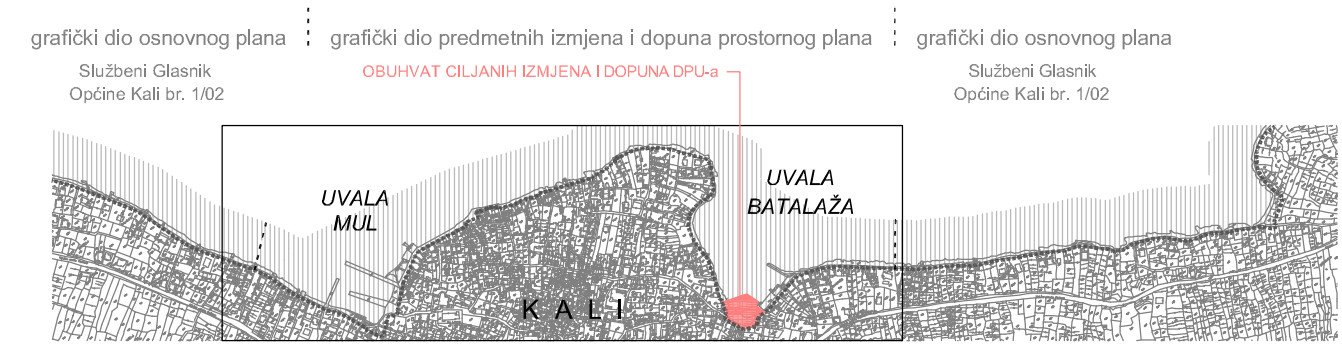 grafički dio osnovnog plana
Službeni Glasnik
Općine Kali br. 1/02
grafički dio predmetnih izmjena i dopuna prostornog plana
OBUHVAT CILJANIH IZMJENA I DOPUNA DPU-a
grafički dio osnovnog plana
Službeni Glasnik
Općine Kali br. 1/02
UVALA
MUL
UVALA
BATALAŽA
KALI